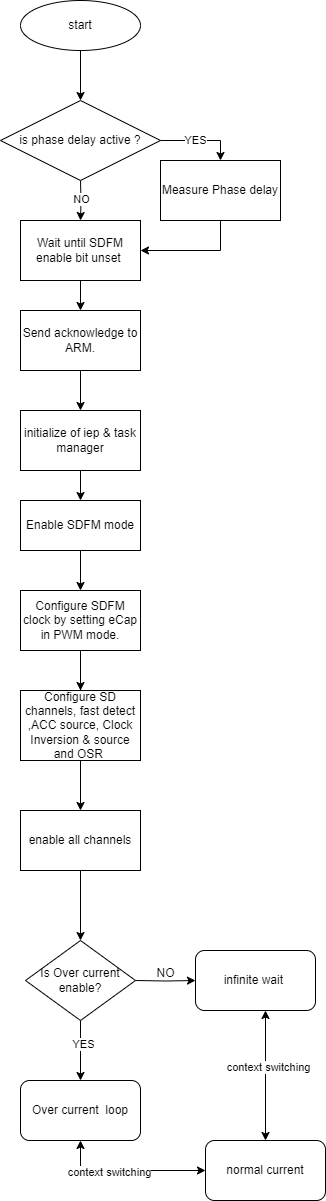 start
is phase delay active ?
YES
Measure Phase delay
NO
Wait until SDFM
enable bit unset
Send acknowledge to
ARM.
initialize of iep & task
manager
Enable SDFM mode
Configure SDFM
clock by setting eCap
in PWM mode.
Configure SD
channels, fast detect
,ACC source, Clock
Inversion & source
and OSR
enable all channels
Is Over current
enable?
NO
infinite wait
YES
context switching
Over current loop
context switching
normal current